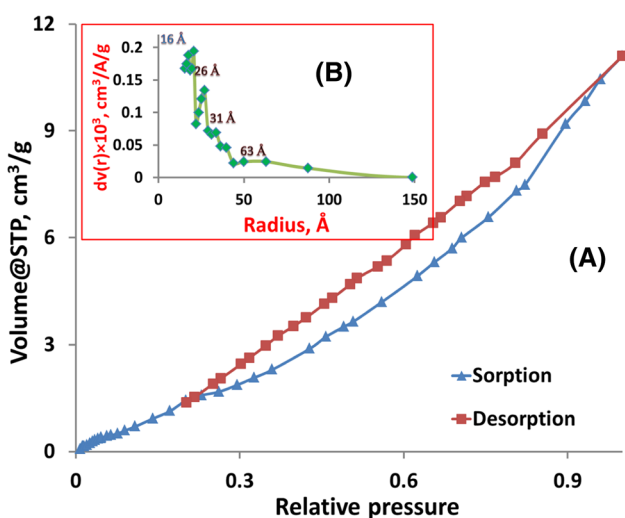 12
9
6
3
0
Volume@STP, cm³/g
0
0.3
0.6
0.9
Relative pressure
(A)
Sorption
Desorption
(B)
0.2
0.15
0.1
0.05
0
dv(r)×10³, cm³/A/g
16 Å
26 Å
31 Å
63 Å
0
50
100
150
Radius, Å